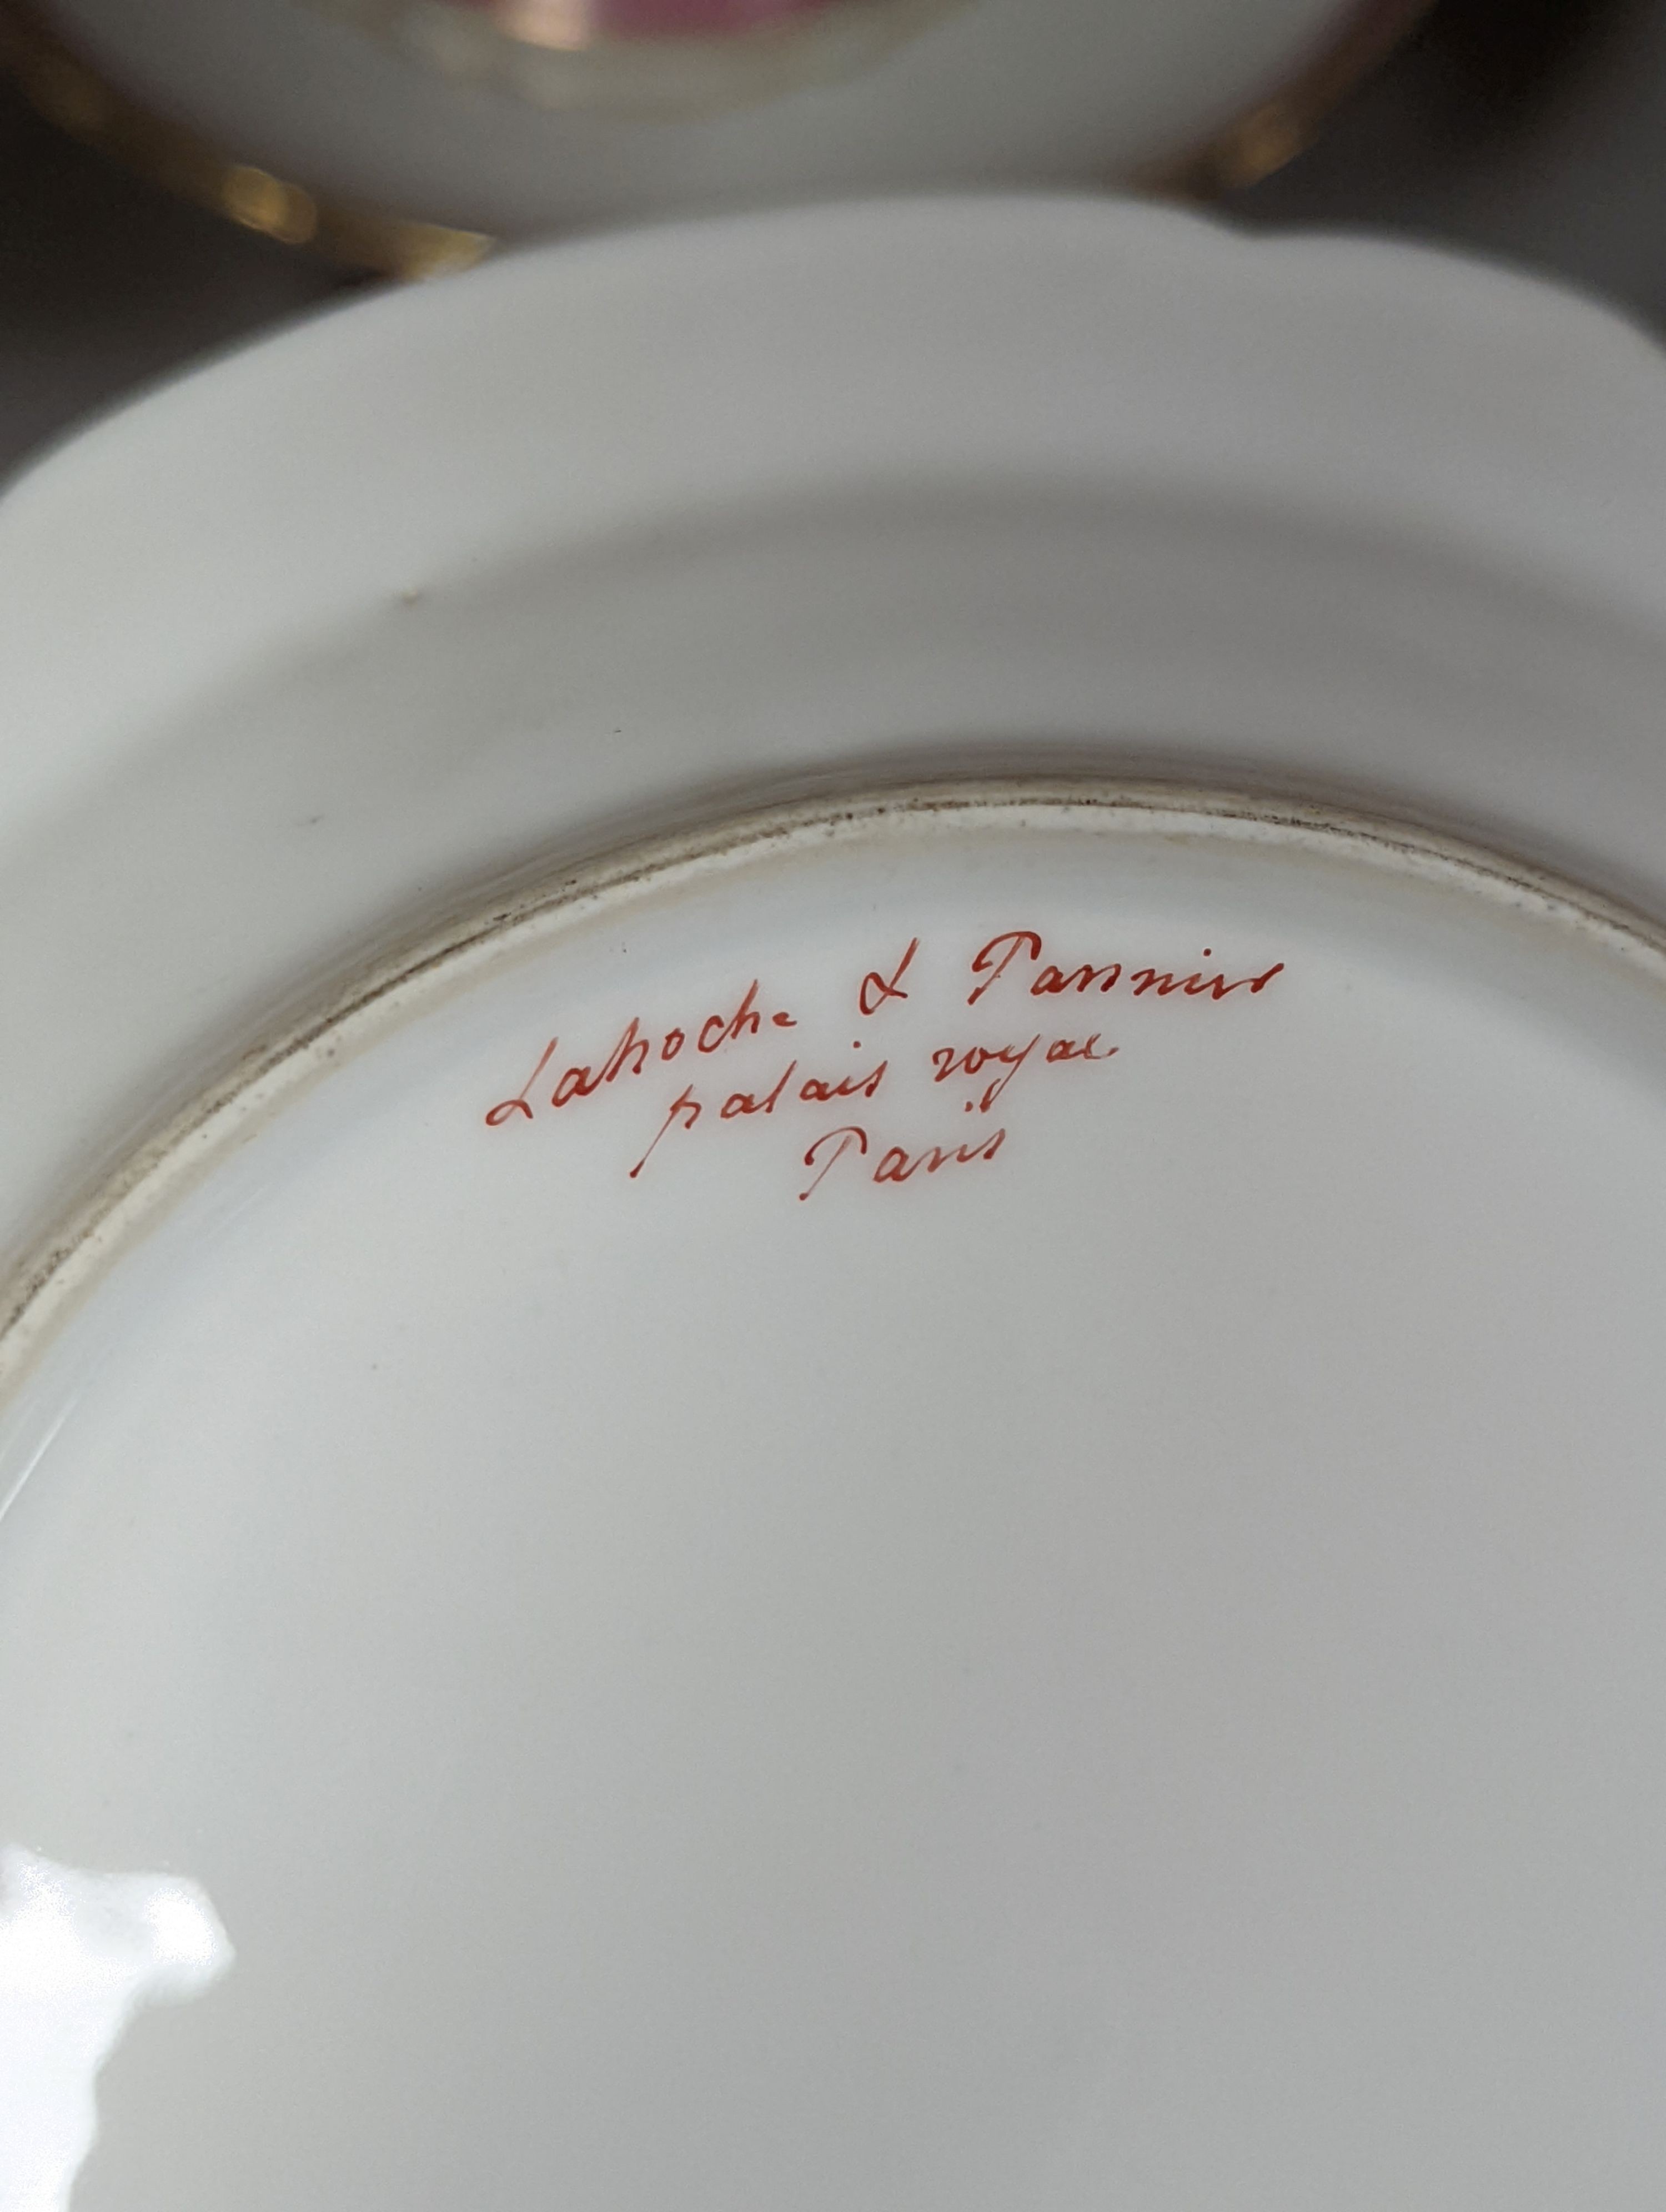 Lahoche & Pannier
palais royal
Paris